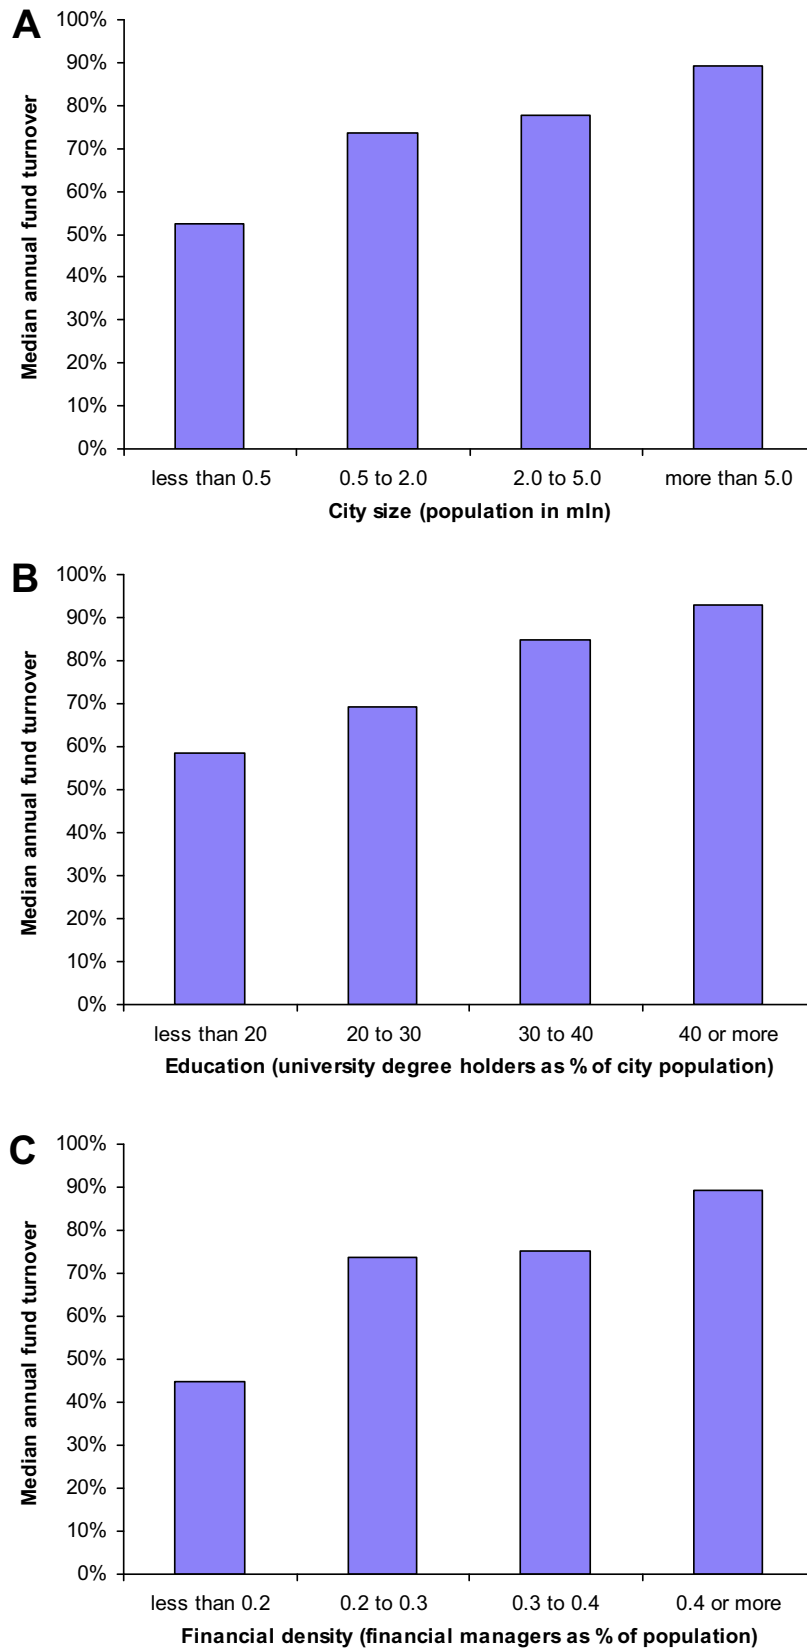 A
Median annual fund turnover
100%
90%
80%
70%
60%
50%
40%
30%
20%
10%
0%
less than 0.5 0.5 to 2.0 2.0 to 5.0 more than 5.0
City size (population in mln)
B
Median annual fund turnover
100%
90%
80%
70%
60%
50%
40%
30%
20%
10%
0%
less than 20 20 to 30 30 to 40 40 or more
Education (university degree holders as % of city population)
C
Median annual fund turnover
100%
90%
80%
70%
60%
50%
40%
30%
20%
10%
0%
less than 0.2 0.2 to 0.3 0.3 to 0.4 0.4 or more
Financial density (financial managers as % of population)